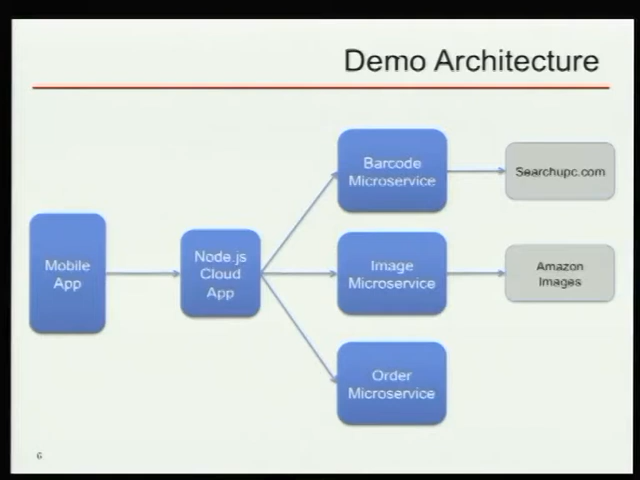 Demo Architecture
Barcode
Microservice
Searchupc.com
Mobile
App
Node.js
Cloud
App
Image
Microservice
Amazon
Images
Order
Microservice
6